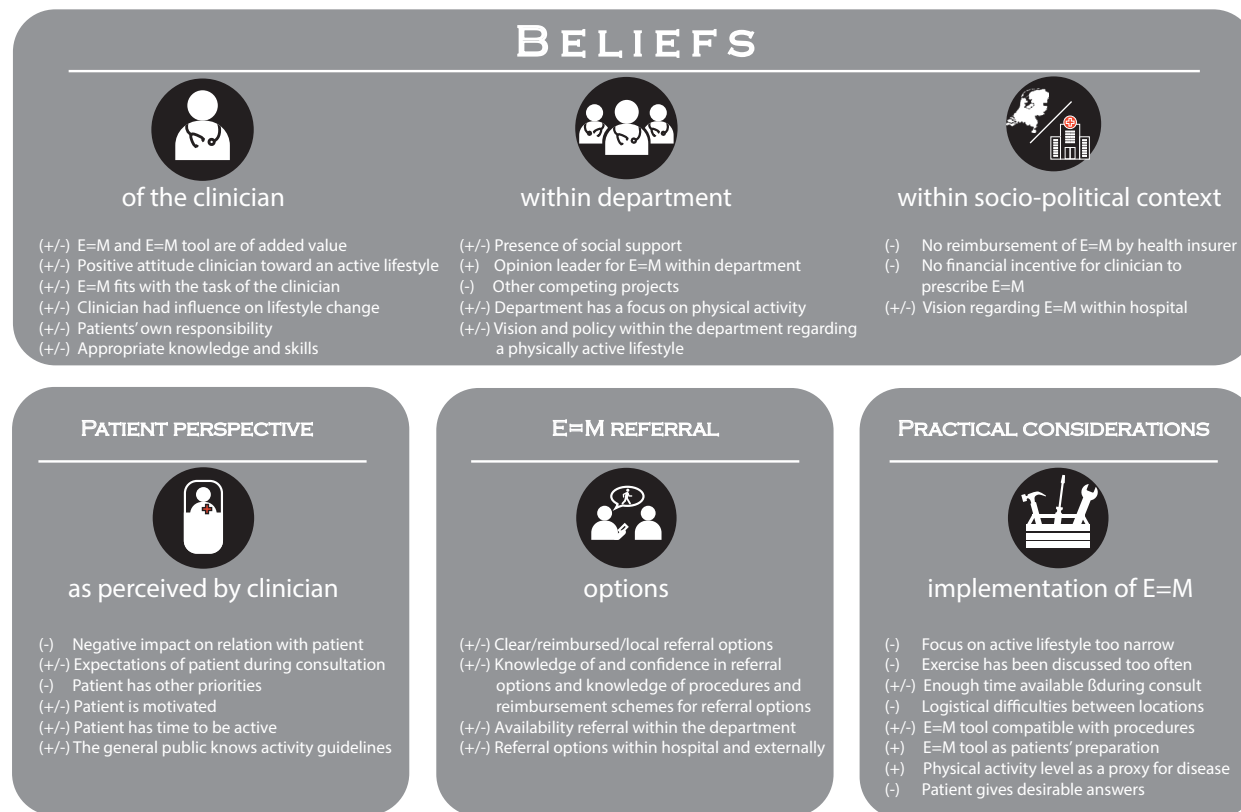 BELIEFS
of the clinician
(+/-) E=M and E=M tool are of added value
(+/-) Positive attitude clinician toward an active lifestyle
(+/-) E=M fits with the task of the clinician
(+/-) Clinician had influence on lifestyle change
(+/-) Patients' own responsibility
(+/-) Appropriate knowledge and skills
within department
(+/-) Presence of social support
(+) Opinion leader for E=M within department
(-) Other competing projects
(+/-) Department has a focus on physical activity
(+/-) Vision and policy within the department regarding
a physically active lifestyle
within socio-political context
(-) No reimbursement of E=M by health insurer
(-) No financial incentive for clinician to
prescribe E=M
(+/-) Vision regarding E=M within hospital
PATIENT PERSPECTIVE
as perceived by clinician
(-) Negative impact on relation with patient
(+/-) Expectations of patient during consultation
(-) Patient has other priorities
(+/-) Patient is motivated
(+/-) Patient has time to be active
(+/-) The general public knows activity guidelines
E=M REFERRAL
options
(+/-) Clear/reimbursed/local referral options
(+/-) Knowledge of and confidence in referral
options and knowledge of procedures and
reimbursement schemes for referral options
(+/-) Availability referral within the department
(+/-) Referral options within hospital and externally
PRACTICAL CONSIDERATIONS
implementation of E=M
(-) Focus on active lifestyle too narrow
(-) Exercise has been discussed too often
(+/-) Enough time available ßduring consult
(-) Logistical difficulties between locations
(+/-) E=M tool compatible with procedures
(+) E=M tool as patients' preparation
(+) Physical activity level as a proxy for disease
(-) Patient gives desirable answers